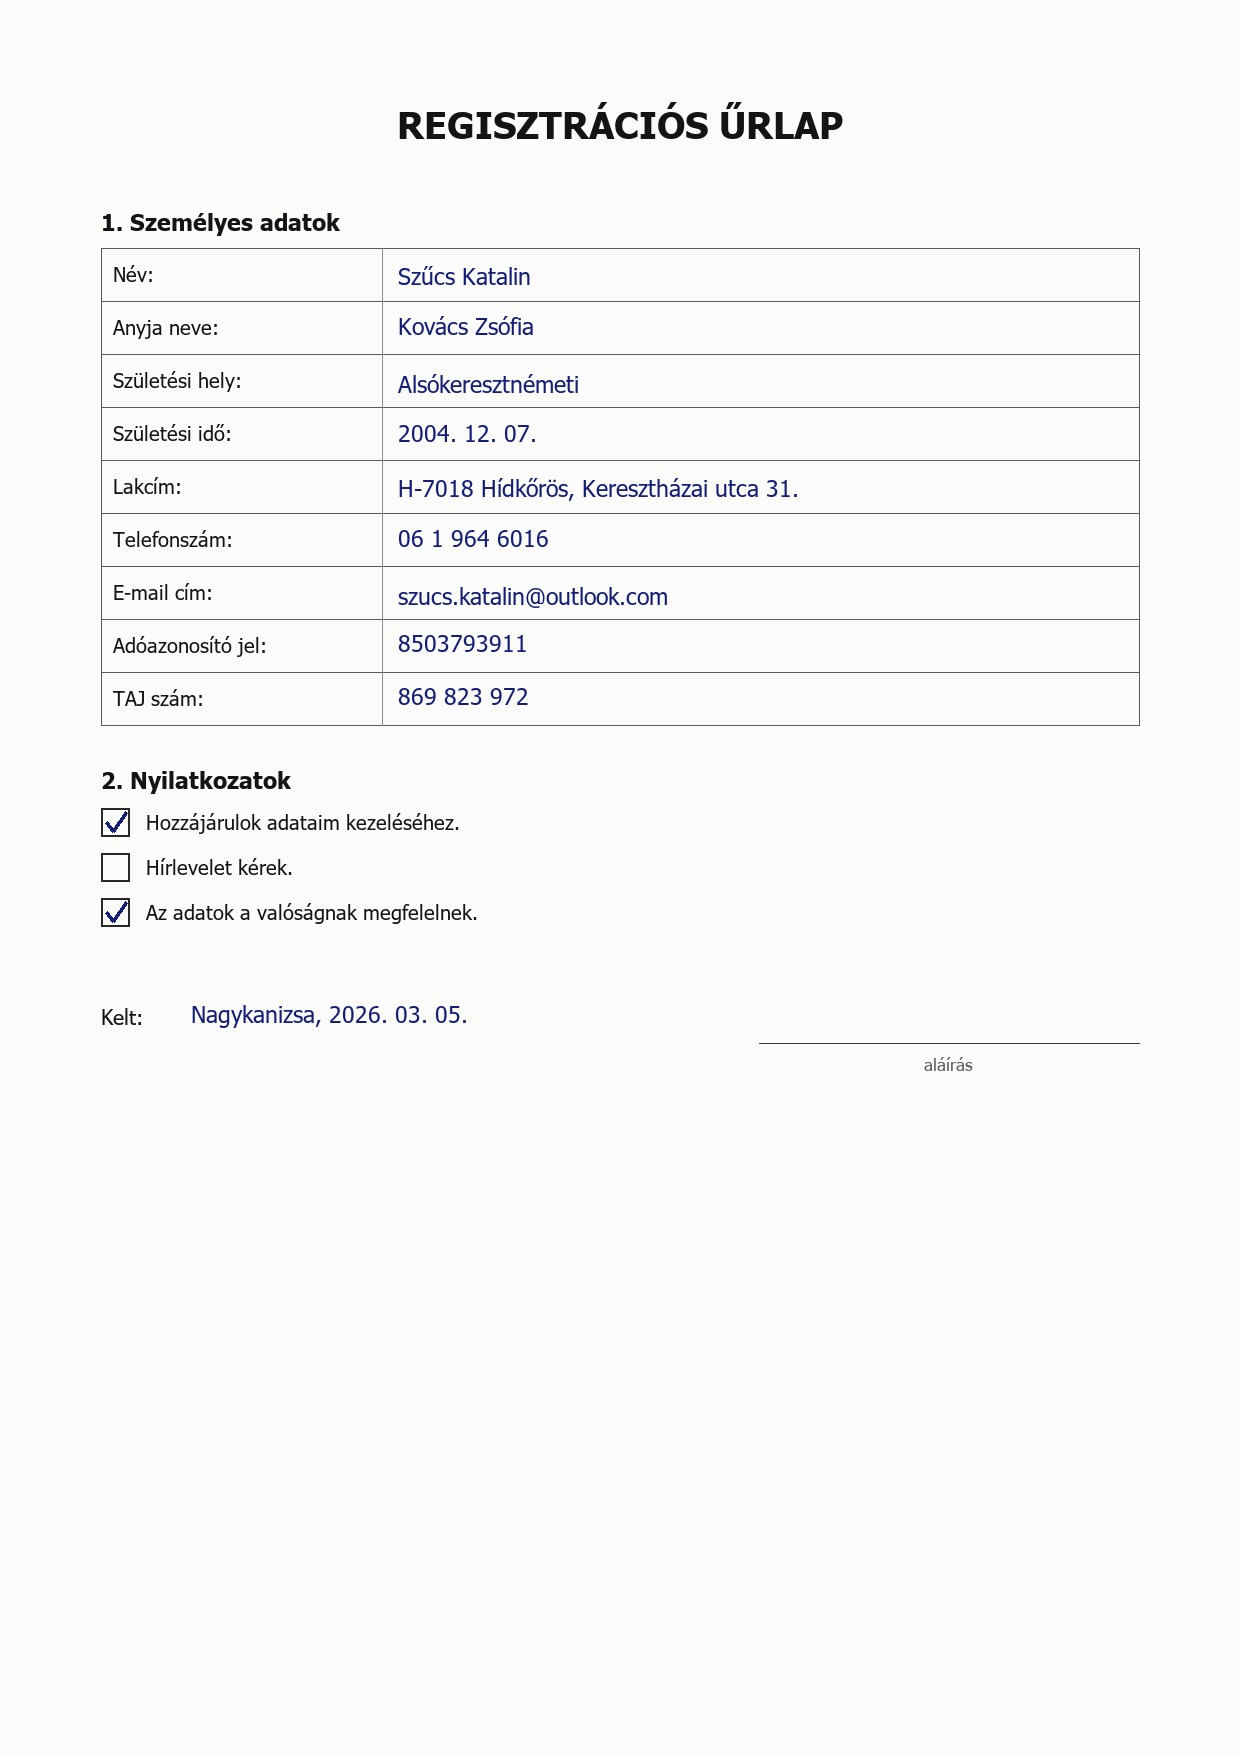 REGISZTRÁCIÓS ŰRLAP
1. Személyes adatok
Név: Szűcs Katalin
Anyja neve: Kovács Zsófia
Születési hely: Alsókeresztnémeti
Születési idő: 2004. 12. 07.
Lakcím: H-7018 Hídkőrös, Keresztházai utca 31.
Telefonszám: 06 1 964 6016
E-mail cím: szucs.katalin@outlook.com
Adóazonosító jel: 8503793911
TAJ szám: 869 823 972
2. Nyilatkozatok
Hozzájárulok adataim kezeléséhez.
Hírlevelet kérek.
Az adatok a valóságnak megfelelnek.
Kelt: Nagykanizsa, 2026. 03. 05.
aláírás